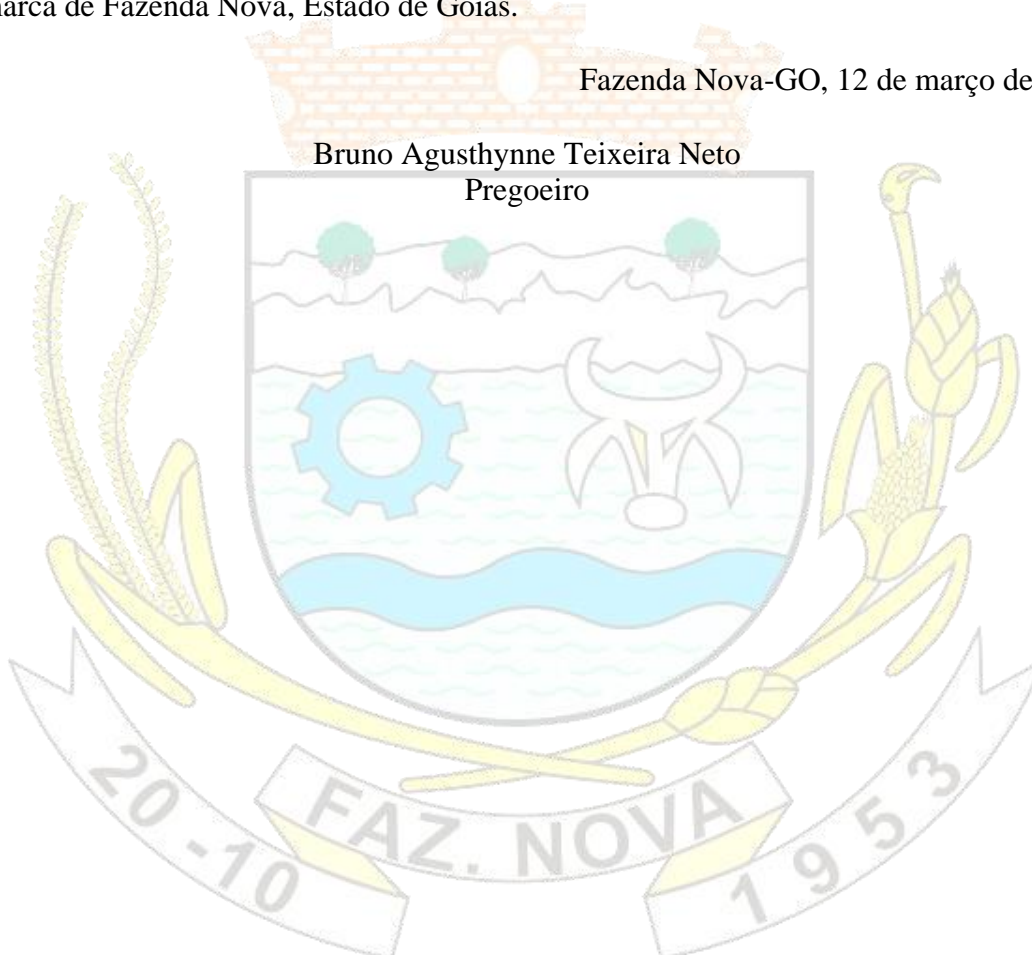 marca de Fazenda Nova, Estado de Goiás.
Fazenda Nova-GO, 12 de março de
Bruno Agusthynne Teixeira Neto
Pregoeiro
20-10
FAZ. NOVA
1953